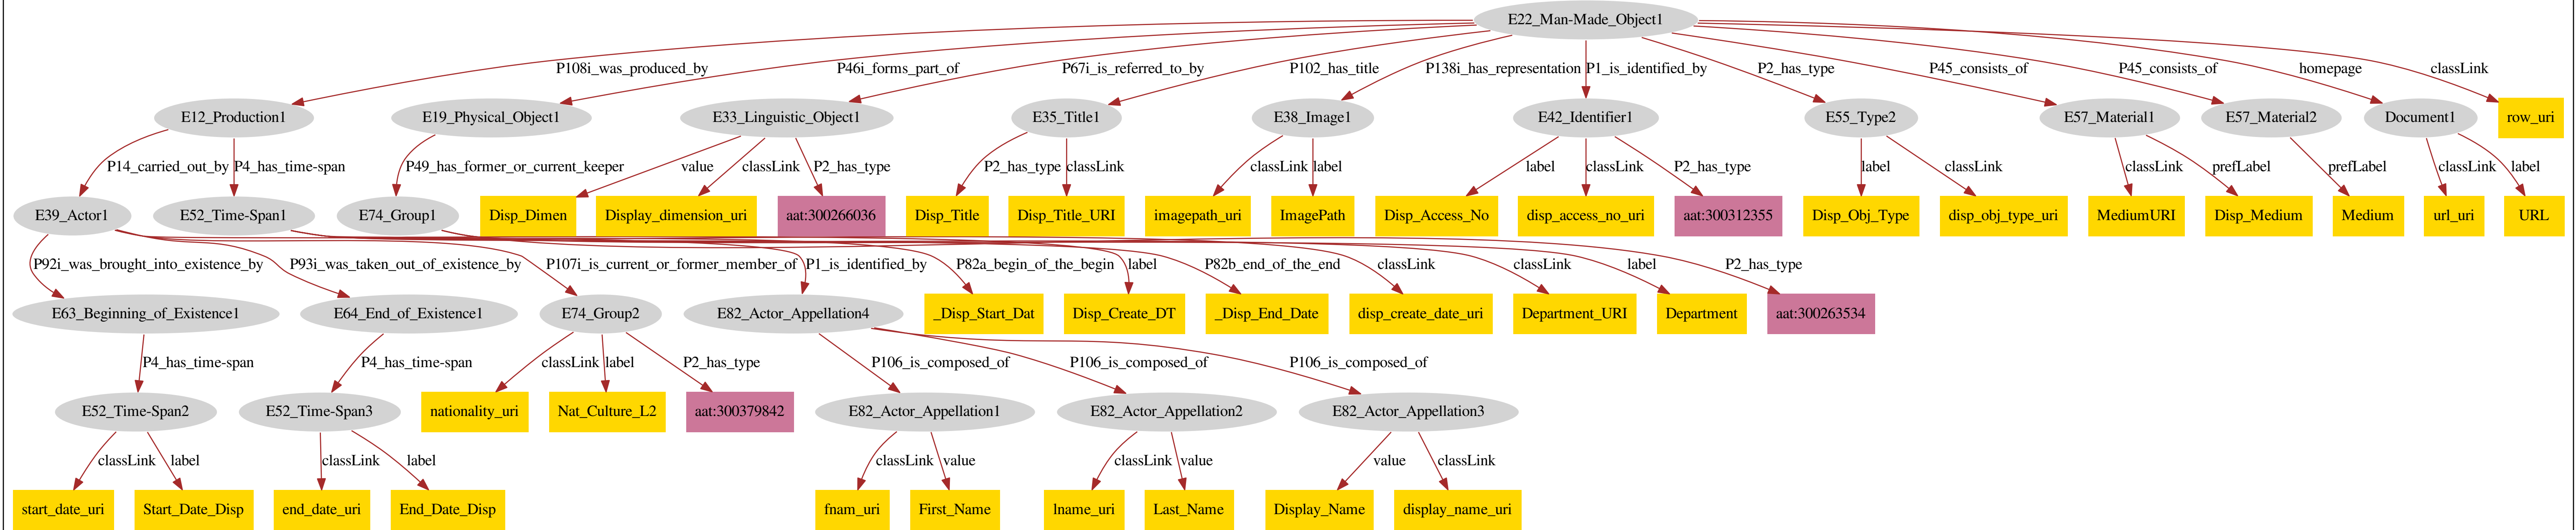 E22_Man-Made_Object1
P108i_was_produced_by P46i_forms_part_of P67i_is_referred_to_by P102_has_title P138i_has_representation P1_is_identified_by P2_has_type P45_consists_of P45_consists_of homepage classLink
E12_Production1 E19_Physical_Object1 E33_Linguistic_Object1 E35_Title1 E38_Image1 E42_Identifier1 E55_Type2 E57_Material1 E57_Material2 Document1 row_uri
P14_carried_out_by P4_has_time-span P49_has_former_or_current_keeper value classLink P2_has_type P2_has_type classLink classLink label label classLink P2_has_type label classLink classLink prefLabel prefLabel classLink label
E39_Actor1 E52_Time-Span1 E74_Group1 Disp_Dimen Display_dimension_uri aat:300266036 Disp_Title Disp_Title_URI imagepath_uri ImagePath Disp_Access_No disp_access_no_uri aat:300312355 Disp_Obj_Type disp_obj_type_uri MediumURI Disp_Medium Medium url_uri URL
P92i_was_brought_into_existence_by P93i_was_taken_out_of_existence_by P107i_is_current_or_former_member_of P1_is_identified_by P82a_begin_of_the_begin label P82b_end_of_the_end classLink classLink label P2_has_type
E63_Beginning_of_Existence1 E64_End_of_Existence1 E74_Group2 E82_Actor_Appellation4 _Disp_Start_Dat Disp_Create_DT _Disp_End_Date disp_create_date_uri Department_URI Department aat:300263534
P4_has_time-span P4_has_time-span classLink label P2_has_type P106_is_composed_of P106_is_composed_of P106_is_composed_of
E52_Time-Span2 E52_Time-Span3 nationality_uri Nat_Culture_L2 aat:300379842 E82_Actor_Appellation1 E82_Actor_Appellation2 E82_Actor_Appellation3
classLink label classLink label classLink value classLink value value classLink
start_date_uri Start_Date_Disp end_date_uri End_Date_Disp fnam_uri First_Name lname_uri Last_Name Display_Name display_name_uri